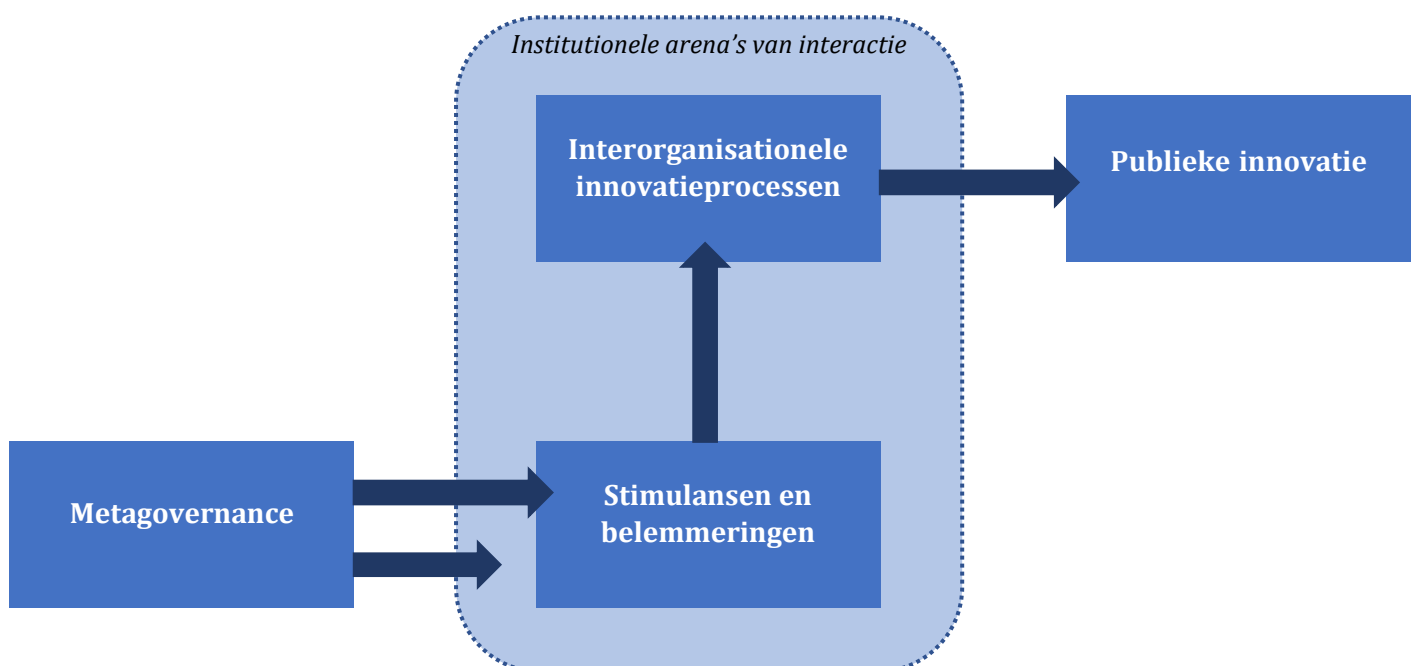 Institutionele arena’s van interactie
Interorganisationele
innovatieprocessen
Publieke innovatie
Metagovernance
Stimulansen en
belemmeringen